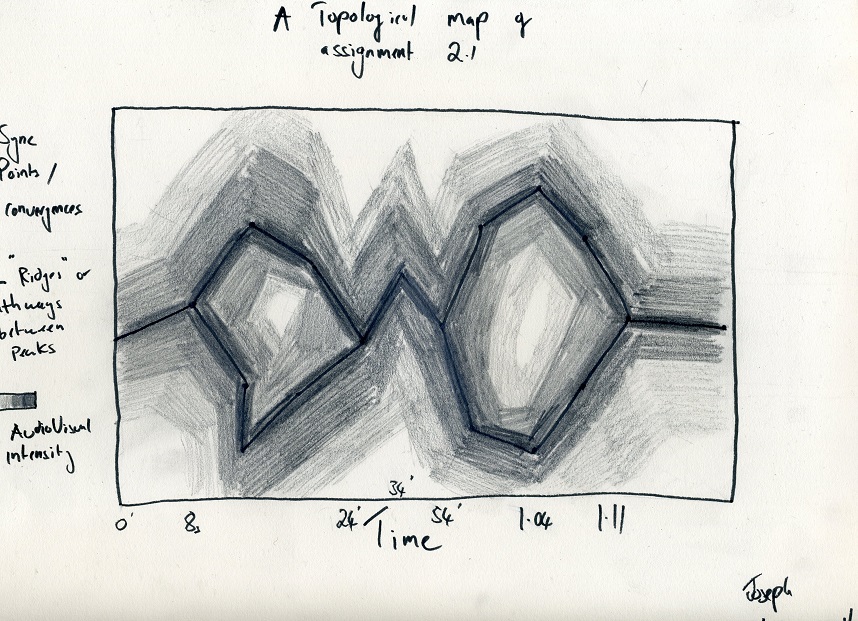 A Topological map of
assignment 2.1
Sync
Points /
convergences
"Ridges" or
between
Peaks
AudioVisual
intensity
0' 8s 24' 34' 54' 1.04 1.11
Time
Joseph